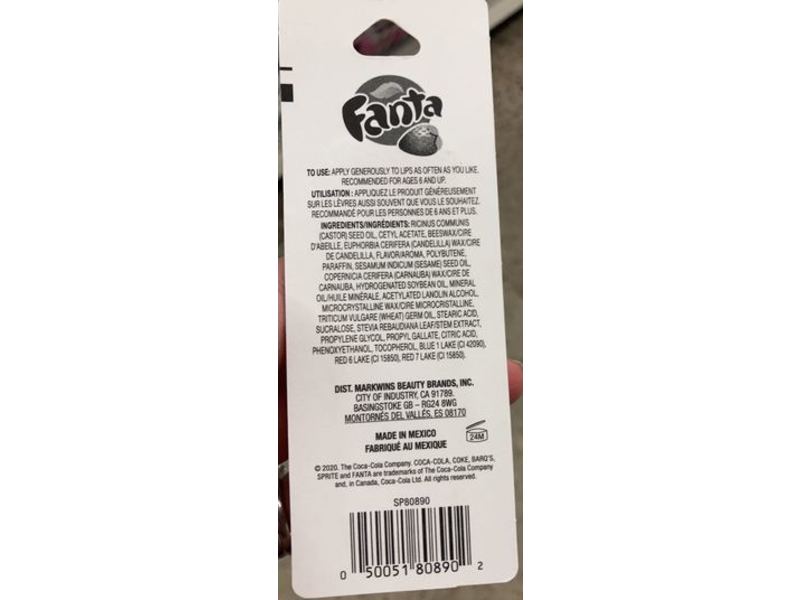 Fanta
TO USE: APPLY GENEROUSLY TO LIPS AS OFTEN AS YOU LIKE.
RECOMMENDED FOR AGES 6 AND UP.
UTILISATION : APPLIQUEZ LE PRODUIT GÉNÉREUSEMENT
SUR LES LÈVRES AUSSI SOUVENT QUE VOUS LE SOUHAITEZ.
RECOMMANDÉ POUR LES PERSONNES DE 6 ANS ET PLUS.
INGREDIENTS/INGRÉDIENTS: RICINUS COMMUNIS
(CASTOR) SEED OIL, CETYL ACETATE, BEESWAX/CIRE
D'ABEILLE, EUPHORBIA CERIFERA (CANDELILLA) WAX/CIRE
DE CANDELILLA, FLAVOR/AROMA, POLYBUTENE,
PARAFFIN, SESAMUM INDICUM (SESAME) SEED OIL,
COPERNICIA CERIFERA (CARNAUBA) WAX/CIRE DE
CARNAUBA, HYDROGENATED SOYBEAN OIL, MINERAL
OIL/HUILE MINÉRALE, ACETYLATED LANOLIN ALCOHOL,
MICROCRYSTALLINE WAX/CIRE MICROCRISTALLINE,
TRITICUM VULGARE (WHEAT) GERM OIL, STEARIC ACID,
SUCRALOSE, STEVIA REBAUDIANA LEAF/STEM EXTRACT,
PROPYLENE GLYCOL, PROPYL GALLATE, CITRIC ACID,
PHENOXYETHANOL, TOCOPHEROL, BLUE 1 LAKE (CI 42090),
RED 6 LAKE (CI 15850), RED 7 LAKE (CI 15850).
DIST. MARKWINS BEAUTY BRANDS, INC.
CITY OF INDUSTRY, CA 91789.
BASINGSTOKE GB – RG24 8WG
MONTORNÉS DEL VALLÉS, ES 08170
MADE IN MEXICO
FABRIQUÉ AU MEXIQUE
24M
© 2020. The Coca-Cola Company. COCA-COLA, COKE, BARQ'S,
SPRITE and FANTA are trademarks of The Coca-Cola Company
and, in Canada, Coca-Cola Ltd. All rights reserved.
SP80890
0 50051 80890 2